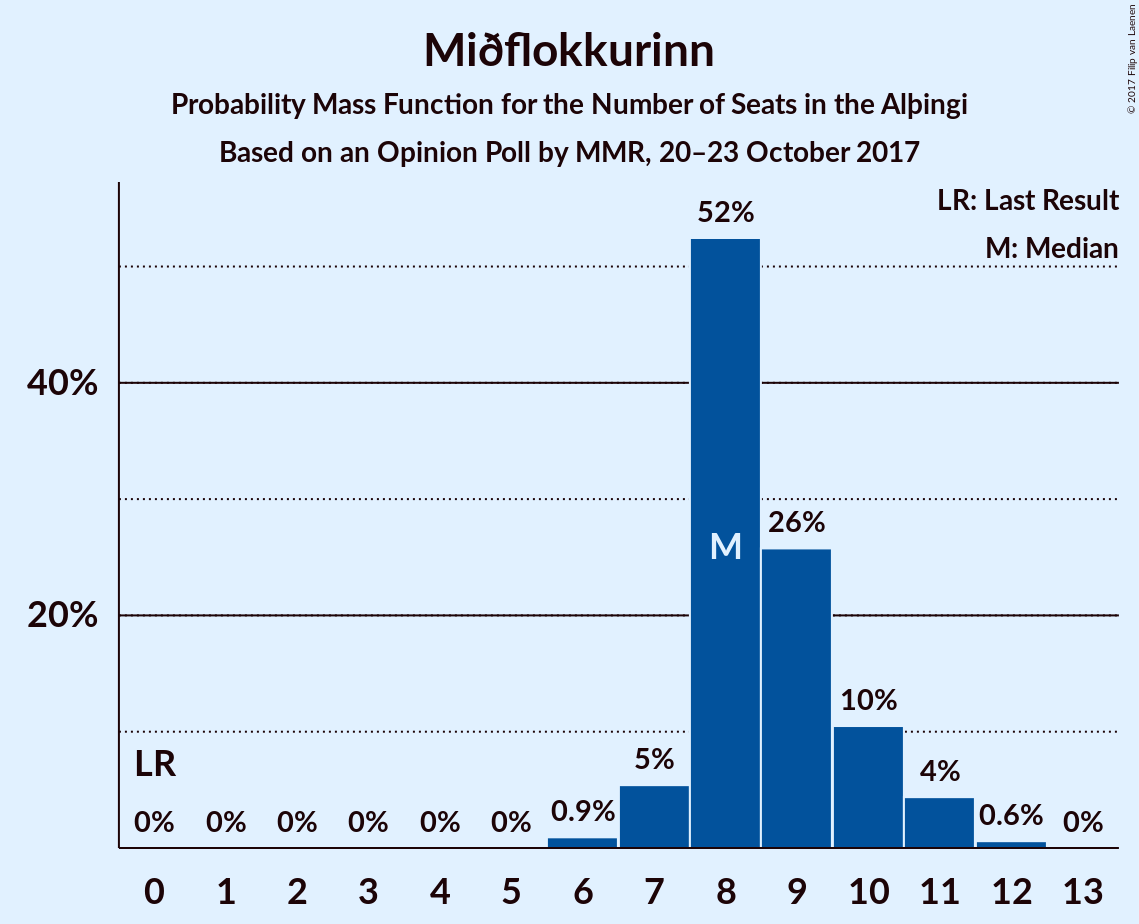 Miðflokkurinn
Probability Mass Function for the Number of Seats in the Alþingi
Based on an Opinion Poll by MMR, 20–23 October 2017
© 2017 Filip van Laenen
LR: Last Result
M: Median
52%
40%
26%
M
20%
10%
LR
5%
4%
0% 0% 0% 0% 0% 0% 0.9% 0.6% 0%
0 1 2 3 4 5 6 7 8 9 10 11 12 13